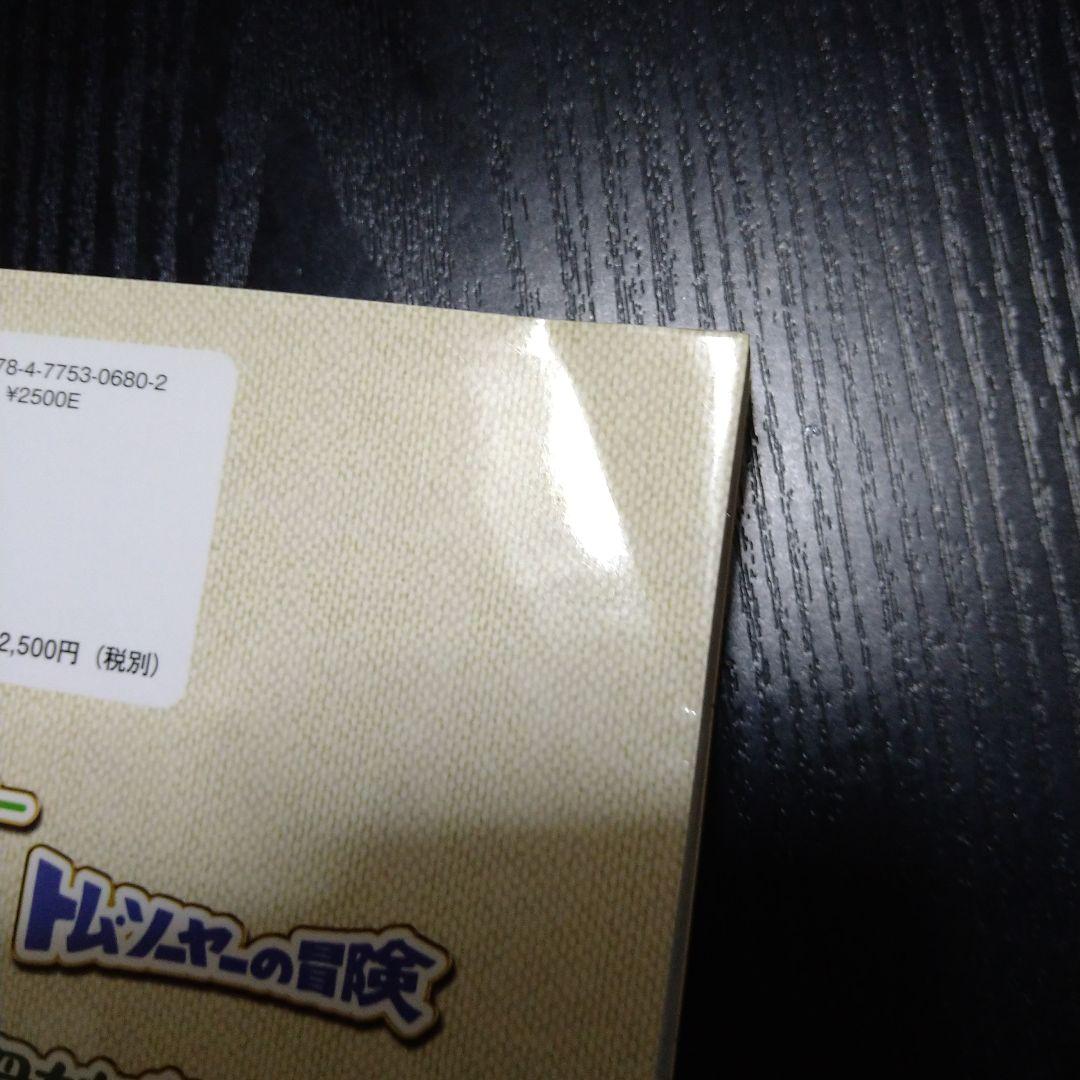 78-4-7753-0680-2
¥2500E
2,500円（税別）
ー
トム・ソーヤーの冒険